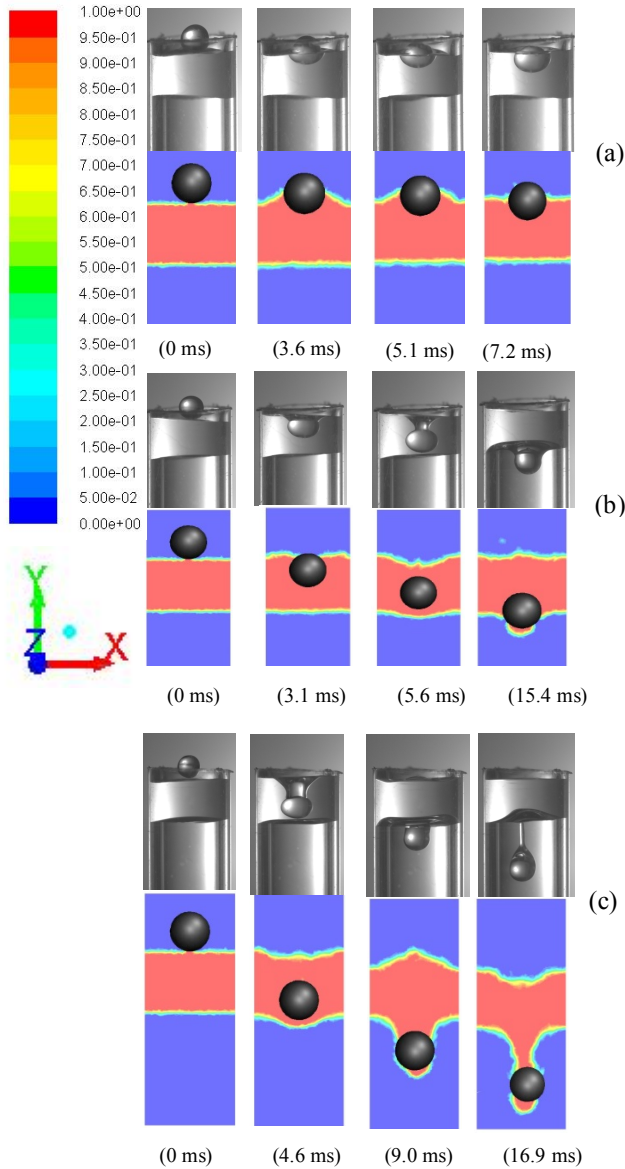 1.00e+00
9.50e-01
9.00e-01
8.50e-01
8.00e-01
7.50e-01
7.00e-01
6.50e-01
6.00e-01
5.50e-01
5.00e-01
4.50e-01
4.00e-01
3.50e-01
3.00e-01
2.50e-01
2.00e-01
1.50e-01
1.00e-01
5.00e-02
0.00e+00
Y
Z X
(a)
(0 ms) (3.6 ms) (5.1 ms) (7.2 ms)
(b)
(0 ms) (3.1 ms) (5.6 ms) (15.4 ms)
(c)
(0 ms) (4.6 ms) (9.0 ms) (16.9 ms)